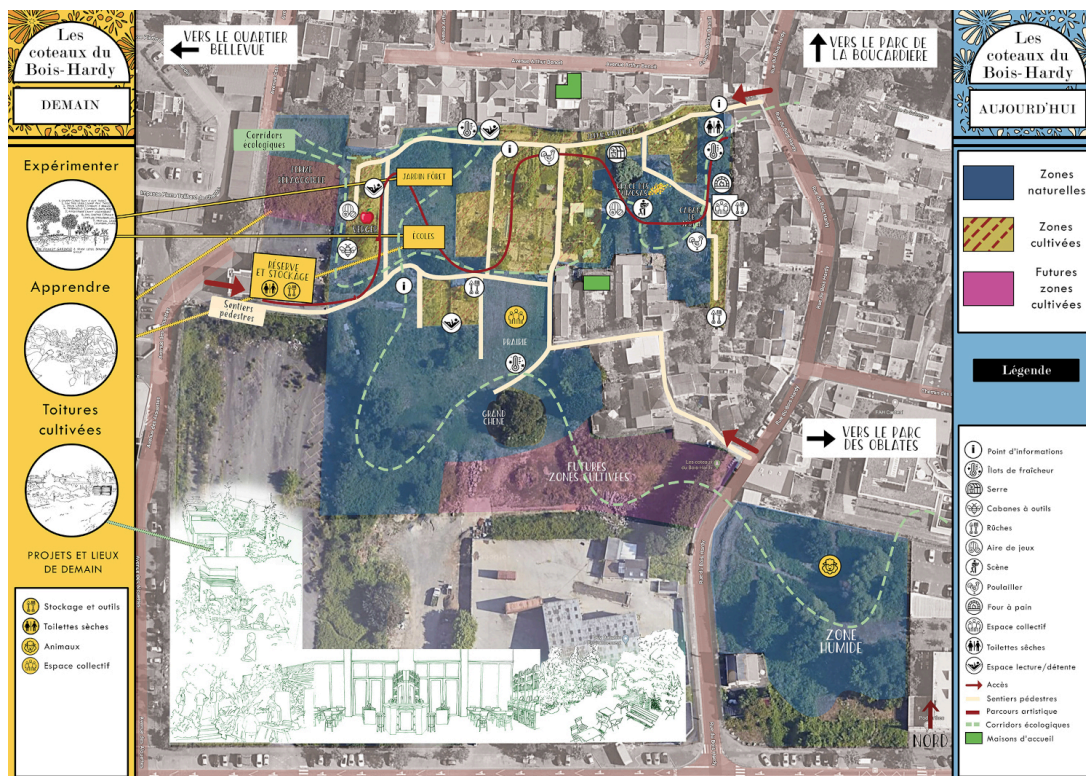 Les
coteaux du
Bois-Hardy
DEMAIN
Expérimenter
Apprendre
Toitures
cultivées
PROJETS ET LIEUX
DE DEMAIN
Stockage et outils
Toilettes sèches
Animaux
Espace collectif
VERS LE QUARTIER
BELLEVUE
VERS LE PARC DE
LA BOUCARDIÈRE
Corridors
écologiques
JARDIN FORÊT
ÉCOLES
RÉSERVE
ET STOCKAGE
Sentiers
pédestres
PRAIRIE
GRAND
CHÊNE
FUTURES
ZONES CULTIVÉES
VERS LE PARC
DES OBLATES
ZONE
HUMIDE
NORD
Les
coteaux du
Bois-Hardy
AUJOURD'HUI
Zones
naturelles
Zones
cultivées
Futures
zones
cultivées
Légende
Point d'informations
Îlots de fraîcheur
Serre
Cabanes à outils
Rûches
Aire de jeux
Scène
Poulailler
Four à pain
Espace collectif
Toilettes sèches
Espace lecture/détente
Accès
Sentiers pédestres
Parcours artistique
Corridors écologiques
Maisons d'accueil